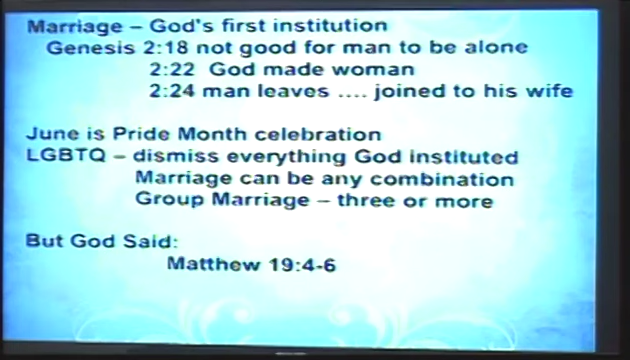 Marriage – God's first institution
Genesis 2:18 not good for man to be alone
2:22 God made woman
2:24 man leaves .... joined to his wife
June is Pride Month celebration
LGBTQ – dismiss everything God instituted
Marriage can be any combination
Group Marriage – three or more
But God Said:
Matthew 19:4-6